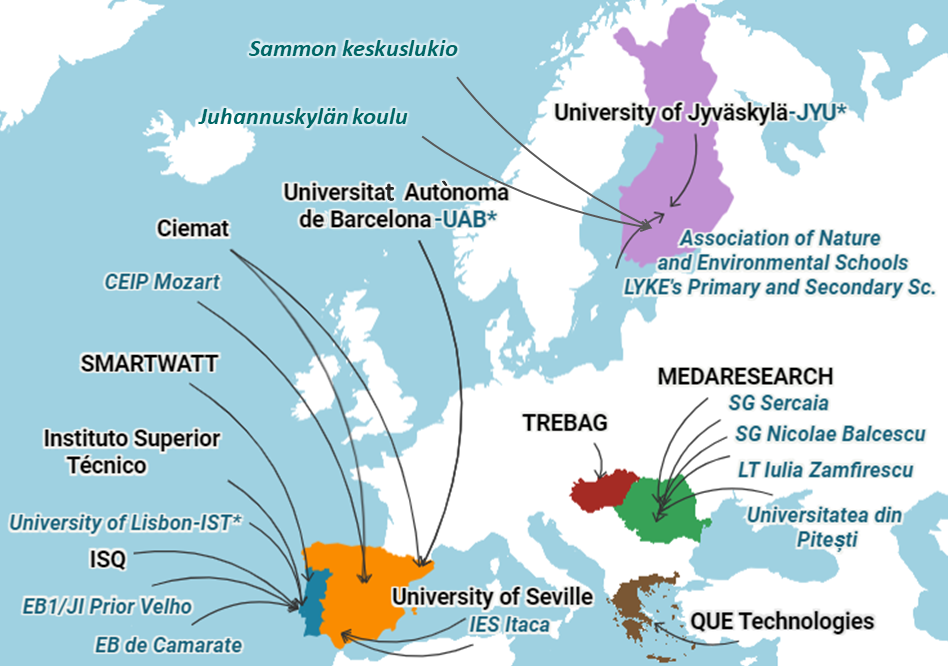 Sammon keskuslukio
Juhannuskylän koulu
University of Jyväskylä-JYU*
Universitat Autònoma
de Barcelona-UAB*
Ciemat
CEIP Mozart
Association of Nature
and Environmental Schools
LYKE's Primary and Secondary Sc.
SMARTWATT
MEDARESEARCH
SG Sercaia
TREBAG
SG Nicolae Balcescu
Instituto Superior
Técnico
LT Iulia Zamfirescu
University of Lisbon-IST*
Universitatea din
Pitești
ISQ
EB1/JI Prior Velho
EB de Camarate
University of Seville
IES Itaca
QUE Technologies